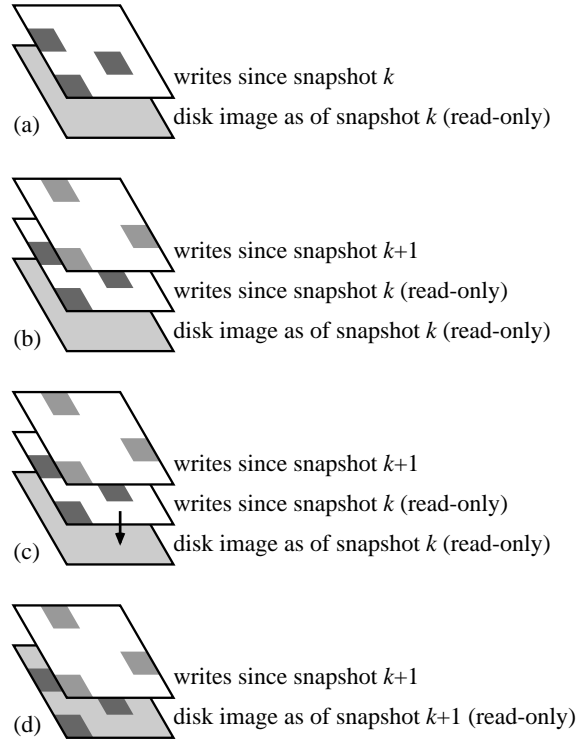 writes since snapshot k
disk image as of snapshot k (read-only)
(a)
writes since snapshot k+1
writes since snapshot k (read-only)
disk image as of snapshot k (read-only)
(b)
writes since snapshot k+1
writes since snapshot k (read-only)
disk image as of snapshot k (read-only)
(c)
writes since snapshot k+1
disk image as of snapshot k+1 (read-only)
(d)